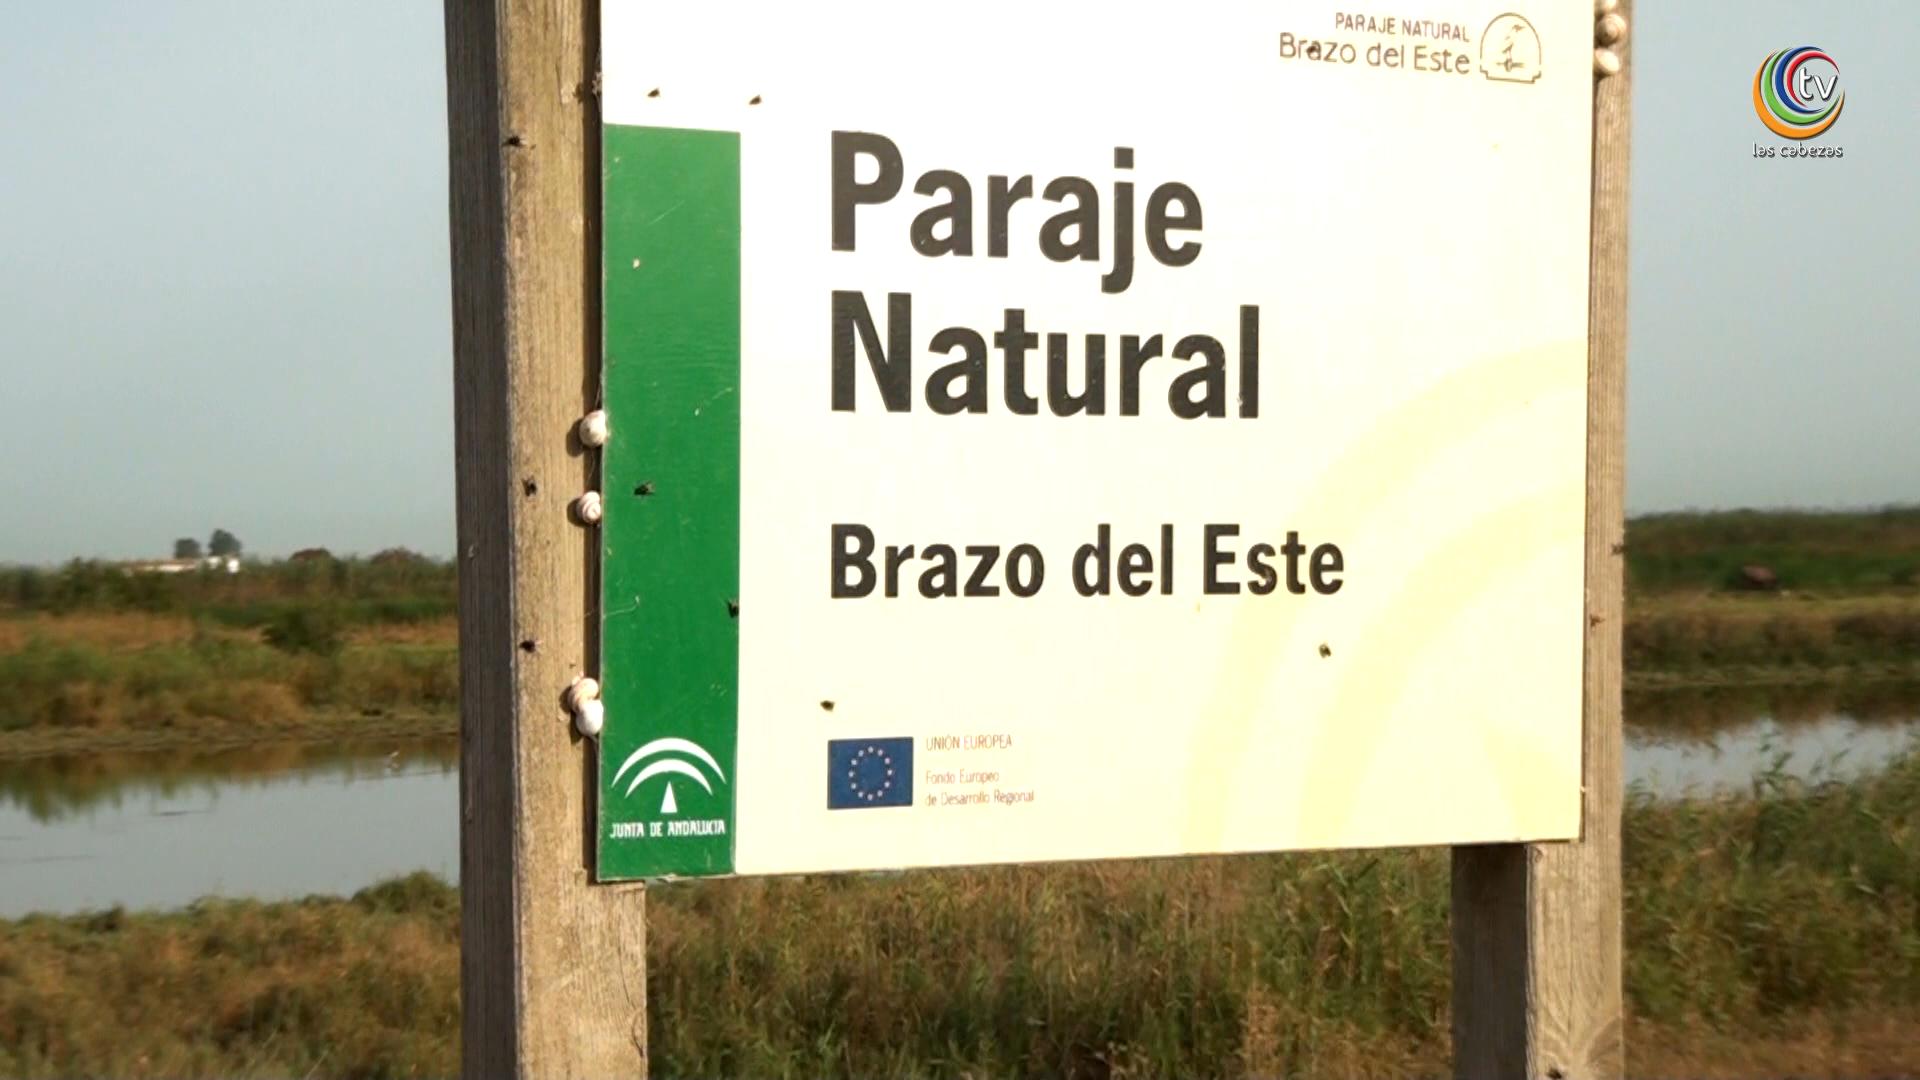 PARAJE NATURAL
Brazo del Este
tv
las cabezas
Paraje
Natural
Brazo del Este
UNIÓN EUROPEA
Fondo Europeo
de Desarrollo Regional
JUNTA DE ANDALUCIA